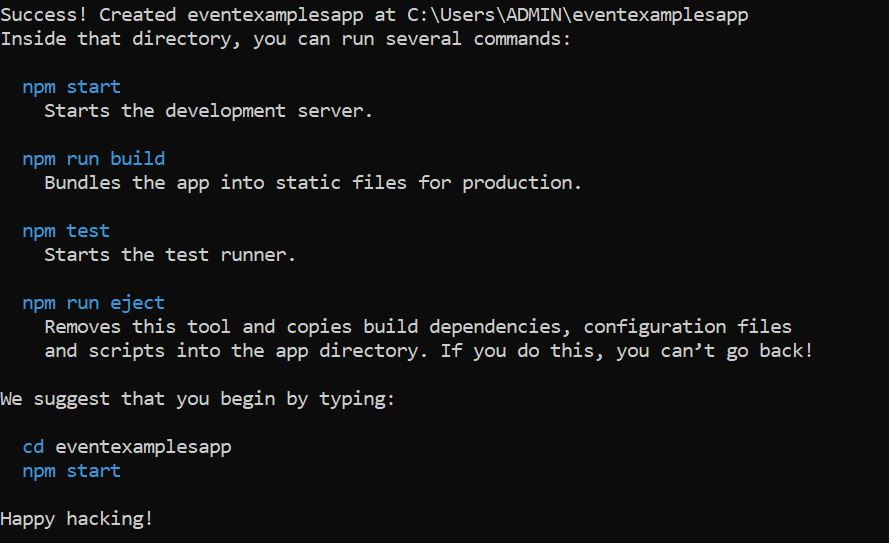 Success! Created eventexamplesapp at C:\Users\ADMIN\eventexamplesapp
Inside that directory, you can run several commands:
npm start
Starts the development server.
npm run build
Bundles the app into static files for production.
npm test
Starts the test runner.
npm run eject
Removes this tool and copies build dependencies, configuration files
and scripts into the app directory. If you do this, you can’t go back!
We suggest that you begin by typing:
cd eventexamplesapp
npm start
Happy hacking!